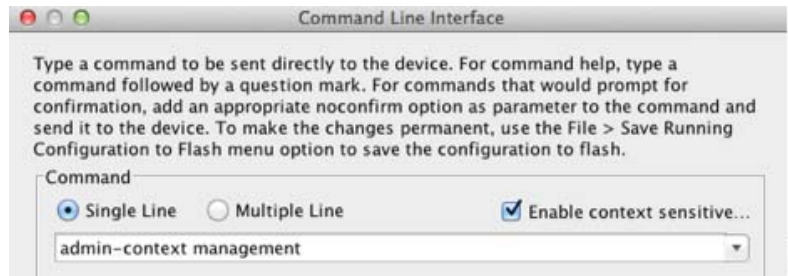 Command Line Interface
Type a command to be sent directly to the device. For command help, type a
command followed by a question mark. For commands that would prompt for
confirmation, add an appropriate noconfirm option as parameter to the command and
send it to the device. To make the changes permanent, use the File > Save Running
Configuration to Flash menu option to save the configuration to flash.
Command
Single Line Multiple Line Enable context sensitive...
admin-context management